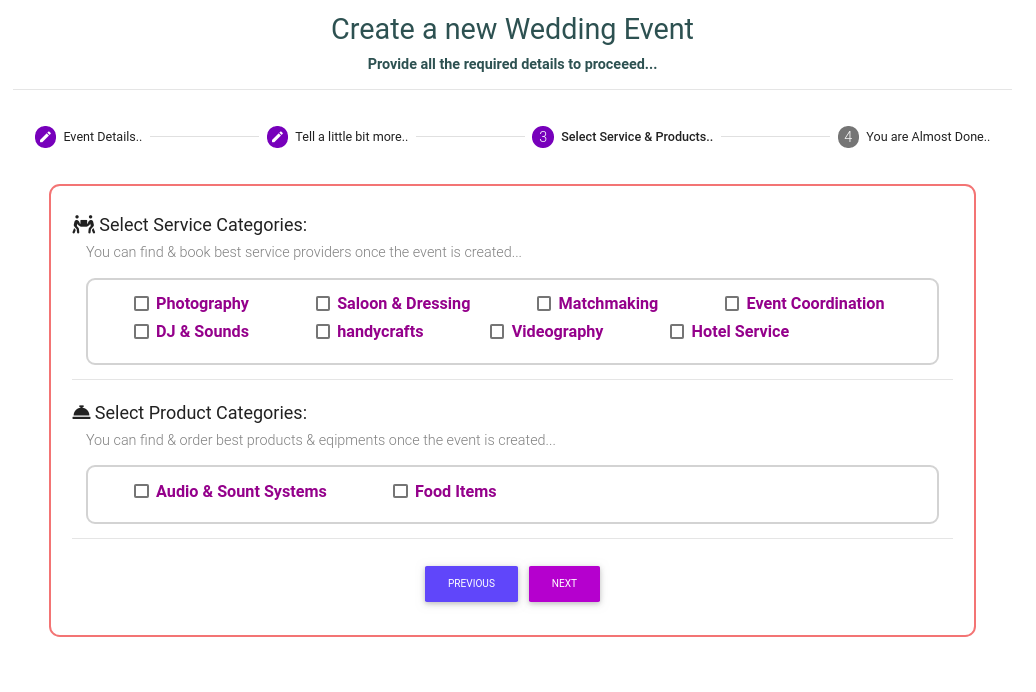 Create a new Wedding Event
Provide all the required details to proceeed...
Event Details.. Tell a little bit more.. 3 Select Service & Products.. 4 You are Almost Done..
Select Service Categories:
You can find & book best service providers once the event is created...
Photography Saloon & Dressing Matchmaking Event Coordination
DJ & Sounds handycrafts Videography Hotel Service
Select Product Categories:
You can find & order best products & eqipments once the event is created...
Audio & Sount Systems Food Items
PREVIOUS NEXT